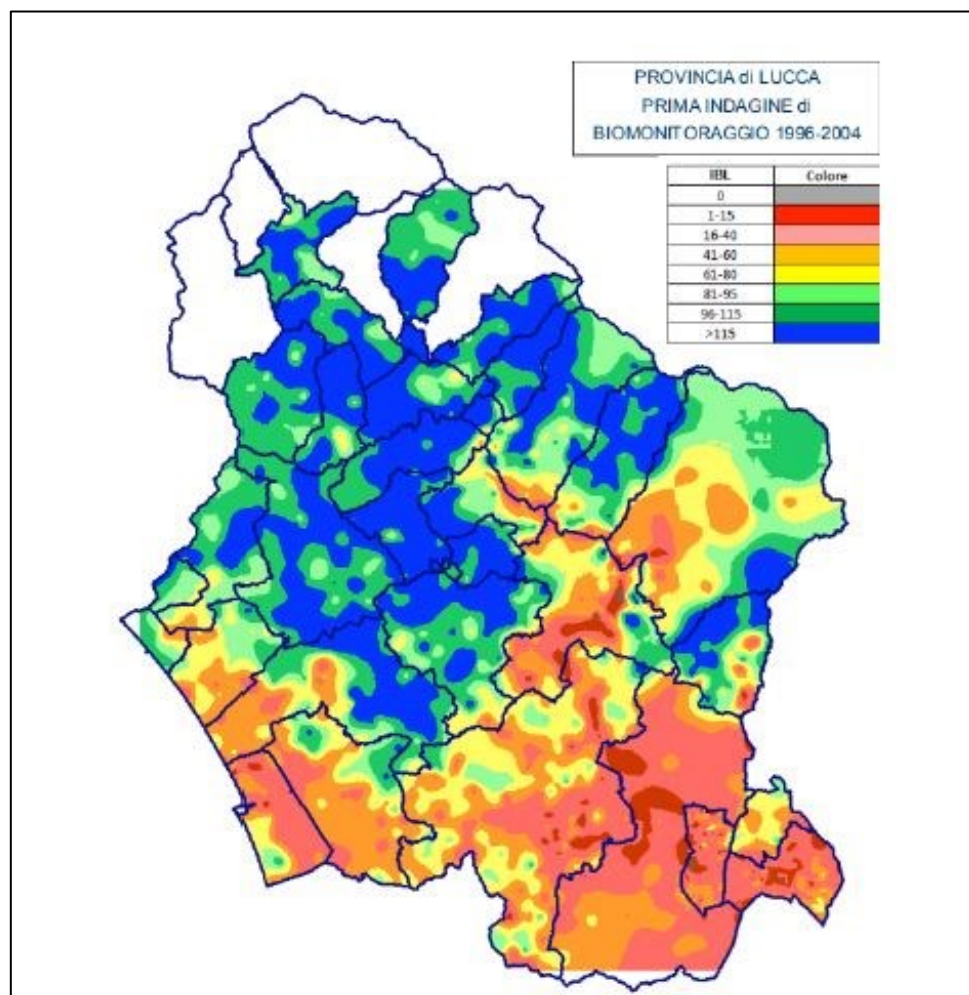 PROVINCIA di LUCCA
PRIMA INDAGINE di
BIOMONITORAGGIO 1996-2004
IBL Colore
0
1-15
16-40
41-60
61-80
81-95
96-115
>115